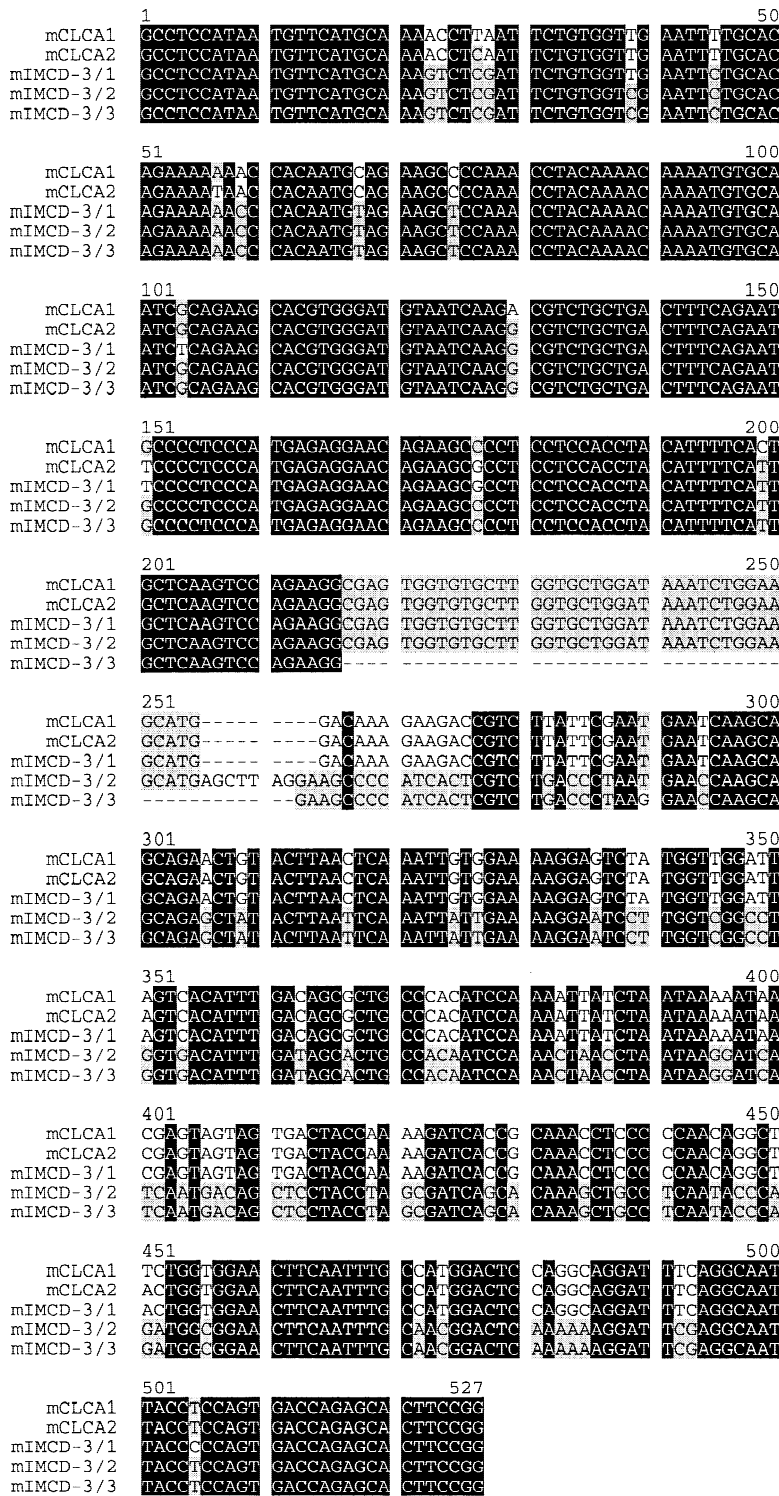 1 50
mCLCA1 GCCTCCATAA TGTTCATGCA AAACCTTAAT TCTGTGGTTG AATTTTGCAC
mCLCA2 GCCTCCATAA TGTTCATGCA AAACCTCAAT TCTGTGGTTG AATTTTGCAC
mIMCD-3/1 GCCTCCATAA TGTTCATGCA AAGTCTCGAT TCTGTGGTTG AATTCTGCAC
mIMCD-3/2 GCCTCCATAA TGTTCATGCA AAGTCTCGAT TCTGTGGTCG AATTCTGCAC
mIMCD-3/3 GCCTCCATAA TGTTCATGCA AAGTCTCGAT TCTGTGGTCG AATTCTGCAC
51 100
mCLCA1 AGAAAAAAAC CACAATGCAG AAGCCCCAAA CCTACAAAAC AAAATGTGCA
mCLCA2 AGAAAATAAC CACAATGCAG AAGCCCCAAA CCTACAAAAC AAAATGTGCA
mIMCD-3/1 AGAAAAAACC CACAATGTAG AAGCTCCAAA CCTACAAAAC AAAATGTGCA
mIMCD-3/2 AGAAAAAACC CACAATGTAG AAGCTCCAAA CCTACAAAAC AAAATGTGCA
mIMCD-3/3 AGAAAAAACC CACAATGTAG AAGCTCCAAA CCTACAAAAC AAAATGTGCA
101 150
mCLCA1 ATCGCAGAAG CACGTGGGAT GTAATCAAGA CGTCTGCTGA CTTTCAGAAT
mCLCA2 ATCGCAGAAG CACGTGGGAT GTAATCAAGG CGTCTGCTGA CTTTCAGAAT
mIMCD-3/1 ATCTCAGAAG CACGTGGGAT GTAATCAAGG CGTCTGCTGA CTTTCAGAAT
mIMCD-3/2 ATCGCAGAAG CACGTGGGAT GTAATCAAGG CGTCTGCTGA CTTTCAGAAT
mIMCD-3/3 ATCGCAGAAG CACGTGGGAT GTAATCAAGG CGTCTGCTGA CTTTCAGAAT
151 200
mCLCA1 GCCCCTCCCA TGAGAGGAAC AGAAGCCCCT CCTCCACCTA CATTTTCACT
mCLCA2 TCCCCTCCCA TGAGAGGAAC AGAAGCGCCT CCTCCACCTA CATTTTCATT
mIMCD-3/1 TCCCCTCCCA TGAGAGGAAC AGAAGCGCCT CCTCCACCTA CATTTTCATT
mIMCD-3/2 GCCCCTCCCA TGAGAGGAAC AGAAGCCCCT CCTCCACCTA CATTTTCATT
mIMCD-3/3 GCCCCTCCCA TGAGAGGAAC AGAAGCCCCT CCTCCACCTA CATTTTCATT
201 250
mCLCA1 GCTCAAGTCC AGAAGGCGAG TGGTGTGCTT GGTGCTGGAT AAATCTGGAA
mCLCA2 GCTCAAGTCC AGAAGGCGAG TGGTGTGCTT GGTGCTGGAT AAATCTGGAA
mIMCD-3/1 GCTCAAGTCC AGAAGGCGAG TGGTGTGCTT GGTGCTGGAT AAATCTGGAA
mIMCD-3/2 GCTCAAGTCC AGAAGGCGAG TGGTGTGCTT GGTGCTGGAT AAATCTGGAA
mIMCD-3/3 GCTCAAGTCC AGAAGG---- ---------- ---------- ----------
251 300
mCLCA1 GCATG----- ----GACAAA GAAGACCGTC TTATTCGAAT GAATCAAGCA
mCLCA2 GCATG----- ----GACAAA GAAGACCGTC TTATTCGAAT GAATCAAGCA
mIMCD-3/1 GCATG----- ----GACAAA GAAGACCGTC TTATTCGAAT GAATCAAGCA
mIMCD-3/2 GCATGAGCTT AGGAAGCCCC ATCACTCGTC TGACCCTAAT GAACCAAGCA
mIMCD-3/3 ---------- --GAAGCCCC ATCACTCGTC TGACCCTAAG GAACCAAGCA
301 350
mCLCA1 GCAGAACTGT ACTTAACTCA AATTGTGGAA AAGGAGTCTA TGGTTGGATT
mCLCA2 GCAGAACTGT ACTTAACTCA AATTGTGGAA AAGGAGTCTA TGGTTGGATT
mIMCD-3/1 GCAGAACTGT ACTTAACTCA AATTGTGGAA AAGGAGTCTA TGGTTGGATT
mIMCD-3/2 GCAGAGCTAT ACTTAATTCA AATTATTGAA AAGGAATCCT TGGTCGGCCT
mIMCD-3/3 GCAGAGCTAT ACTTAATTCA AATTATTGAA AAGGAATCCT TGGTCGGCCT
351 400
mCLCA1 AGTCACATTT GACAGCGCTG CCCACATCCA AAATTATCTA ATAAAAATAA
mCLCA2 AGTCACATTT GACAGCGCTG CCCACATCCA AAATTATCTA ATAAAAATAA
mIMCD-3/1 AGTCACATTT GACAGCGCTG CCCACATCCA AAATTATCTA ATAAAAATAA
mIMCD-3/2 GGTGACATTT GATAGCACTG CCACAATCCA AACTAACCTA ATAAGGATCA
mIMCD-3/3 GGTGACATTT GATAGCACTG CCACAATCCA AACTAACCTA ATAAGGATCA
401 450
mCLCA1 CGAGTAGTAG TGACTACCAA AAGATCACCG CAAACCTCCC CCAACAGGCT
mCLCA2 CGAGTAGTAG TGACTACCAA AAGATCACCG CAAACCTCCC CCAACAGGCT
mIMCD-3/1 CGAGTAGTAG TGACTACCAA AAGATCACCG CAAACCTCCC CCAACAGGCT
mIMCD-3/2 TCAATGACAG CTCCTACCTA GCGATCAGCA CAAAGCTGCC TCAATACCCA
mIMCD-3/3 TCAATGACAG CTCCTACCTA GCGATCAGCA CAAAGCTGCC TCAATACCCA
451 500
mCLCA1 TCTGGTGGAA CTTCAATTTG CCATGGACTC CAGGCAGGAT TTCAGGCAAT
mCLCA2 ACTGGTGGAA CTTCAATTTG CCATGGACTC CAGGCAGGAT TTCAGGCAAT
mIMCD-3/1 ACTGGTGGAA CTTCAATTTG CCATGGACTC CAGGCAGGAT TTCAGGCAAT
mIMCD-3/2 GATGGCGGAA CTTCAATTTG CAACGGACTC AAAAAAGGAT TCGAGGCAAT
mIMCD-3/3 GATGGCGGAA CTTCAATTTG CAACGGACTC AAAAAAGGAT TCGAGGCAAT
501 527
mCLCA1 TACCTCCAGT GACCAGAGCA CTTCCGG
mCLCA2 TACCTCCAGT GACCAGAGCA CTTCCGG
mIMCD-3/1 TACCCCCAGT GACCAGAGCA CTTCCGG
mIMCD-3/2 TACCTCCAGT GACCAGAGCA CTTCCGG
mIMCD-3/3 TACCTCCAGT GACCAGAGCA CTTCCGG